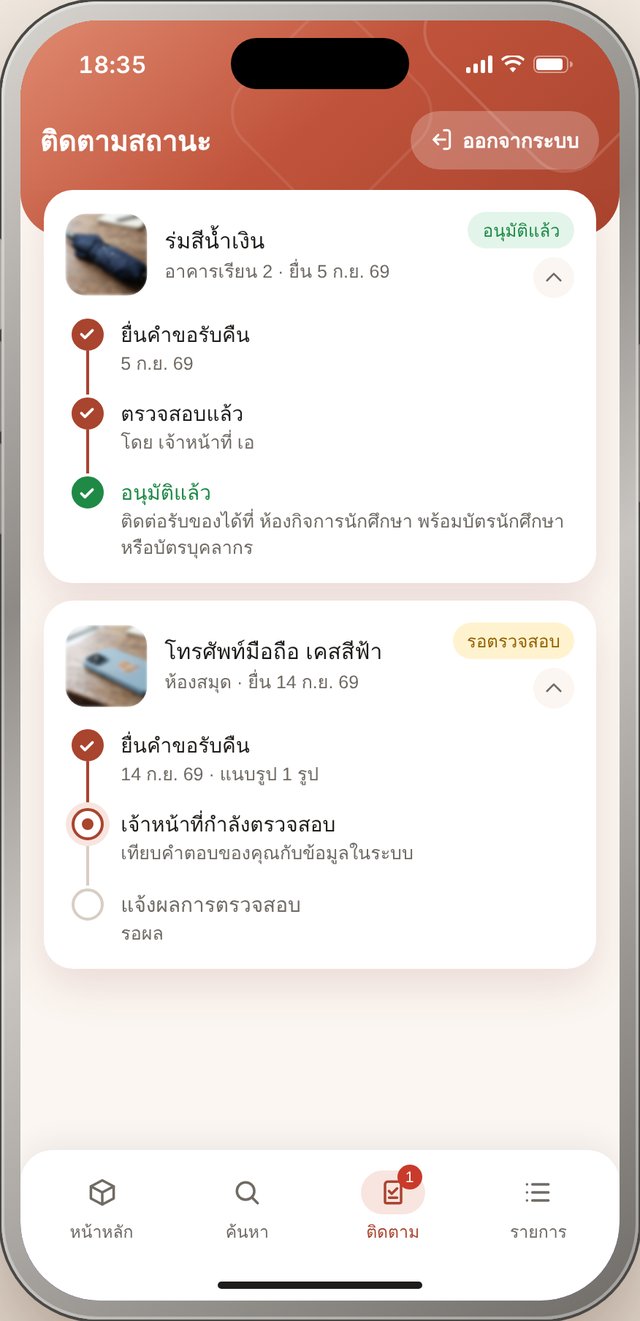 18:35
ติดตามสถานะ
ออกจากระบบ
ร่มสีน้ำเงิน
อนุมัติแล้ว
อาคารเรียน 2 · ยื่น 5 ก.ย. 69
ยื่นคำขอรับคืน
5 ก.ย. 69
ตรวจสอบแล้ว
โดย เจ้าหน้าที่ เอ
อนุมัติแล้ว
ติดต่อรับของได้ที่ ห้องกิจการนักศึกษา พร้อมบัตรนักศึกษา
หรือบัตรบุคลากร
โทรศัพท์มือถือ เคสสีฟ้า
รอตรวจสอบ
ห้องสมุด · ยื่น 14 ก.ย. 69
ยื่นคำขอรับคืน
14 ก.ย. 69 · แนบรูป 1 รูป
เจ้าหน้าที่กำลังตรวจสอบ
เทียบคำตอบของคุณกับข้อมูลในระบบ
แจ้งผลการตรวจสอบ
รอผล
1
หน้าหลัก
ค้นหา
ติดตาม
รายการ